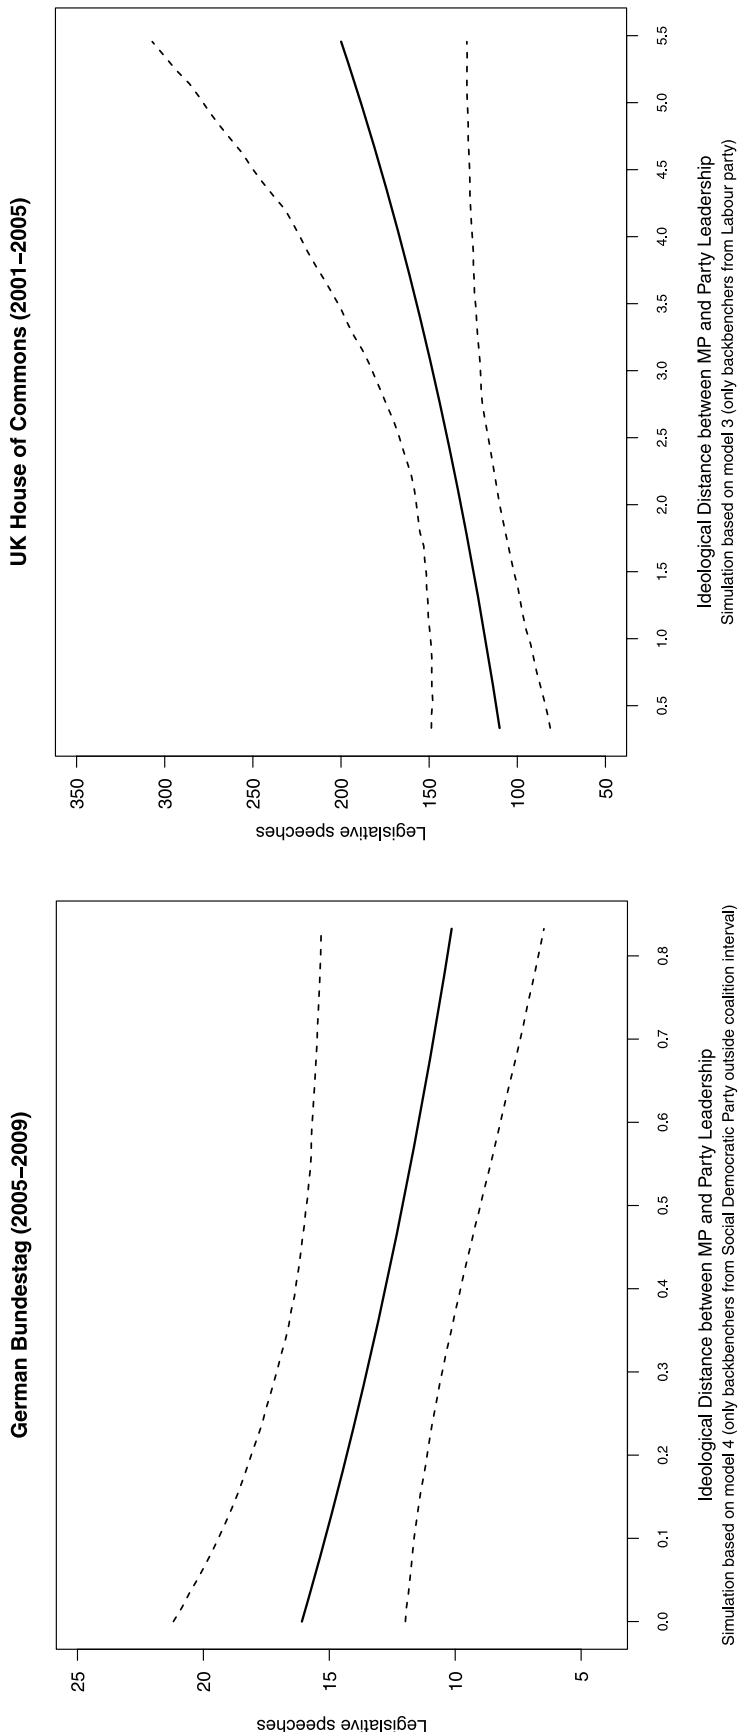 German Bundestag (2005−2009)
Legislative speeches
25
20
15
10
5
0.0 0.1 0.2 0.3 0.4 0.5 0.6 0.7 0.8
Ideological Distance between MP and Party Leadership
Simulation based on model 4 (only backbenchers from Social Democratic Party outside coalition interval)
UK House of Commons (2001−2005)
Legislative speeches
350
300
250
200
150
100
50
0.5 1.0 1.5 2.0 2.5 3.0 3.5 4.0 4.5 5.0 5.5
Ideological Distance between MP and Party Leadership
Simulation based on model 3 (only backbenchers from Labour party)